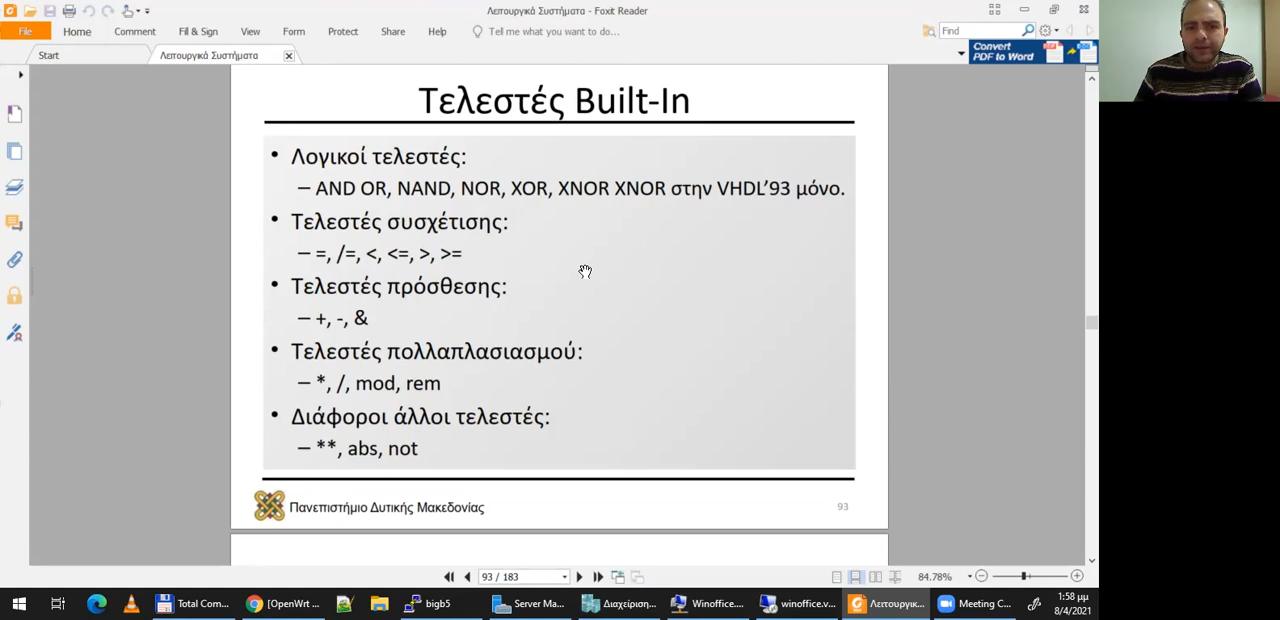 Λειτουργικά Συστήματα - Foxit Reader
File Home Comment Fill & Sign View Form Protect Share Help Tell me what you want to do... Find
Start Λειτουργικά Συστήματα
Convert
PDF to Word
Τελεστές Built-In
• Λογικοί τελεστές:
– AND OR, NAND, NOR, XOR, XNOR XNOR στην VHDL’93 μόνο.
• Τελεστές συσχέτισης:
– =, /=, <, <=, >, >=
• Τελεστές πρόσθεσης:
– +, -, &
• Τελεστές πολλαπλασιασμού:
– *, /, mod, rem
• Διάφοροι άλλοι τελεστές:
– **, abs, not
Πανεπιστήμιο Δυτικής Μακεδονίας 93
93 / 183 84.78%
Total Com... [OpenWrt ... bigb5 Server Ma... Διαχείριση... Winoffice.... winoffice.v... Λειτουργικ... Meeting C...
1:58 μμ
8/4/2021